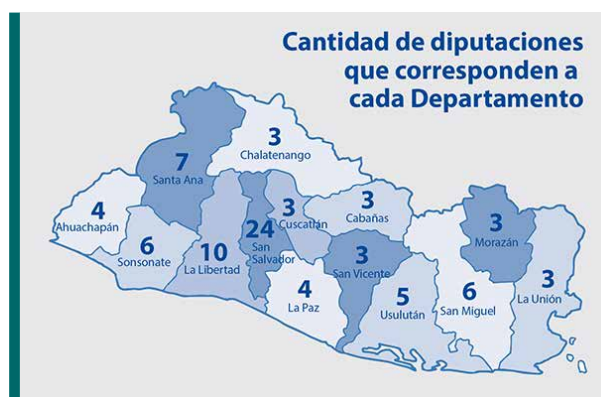 Cantidad de diputaciones
que corresponden a
cada Departamento
3
Chalatenango
7
Santa Ana
4
Ahuachapán
6
Sonsonate
10
La Libertad
24
San
Salvador
3
Cuscatlán
3
Cabañas
3
San Vicente
4
La Paz
5
Usulután
6
San Miguel
3
Morazán
3
La Unión